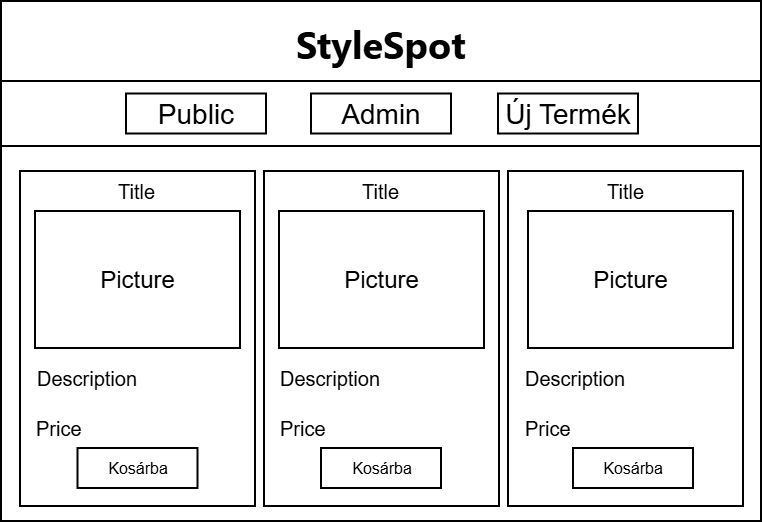 StyleSpot
Public
Admin
Új Termék
Title
Picture
Description
Price
Kosárba
Title
Picture
Description
Price
Kosárba
Title
Picture
Description
Price
Kosárba